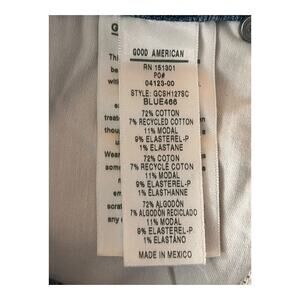 GOOD AMERICAN
RN 151301
PO#
04123-00
STYLE: GCSH127SC
BLUE466
72% COTTON
7% RECYCLED COTTON
11% MODAL
9% ELASTEREL-P
1% ELASTANE
72% COTON
7% RECYCLE COTON
11% MODAL
9% ELASTEREL-P
1% ELASTHANNE
72% ALGODÓN
7% ALGODÓN RECICLADO
11% MODAL
9% ELASTEREL-P
1% ELASTANO
MADE IN MEXICO